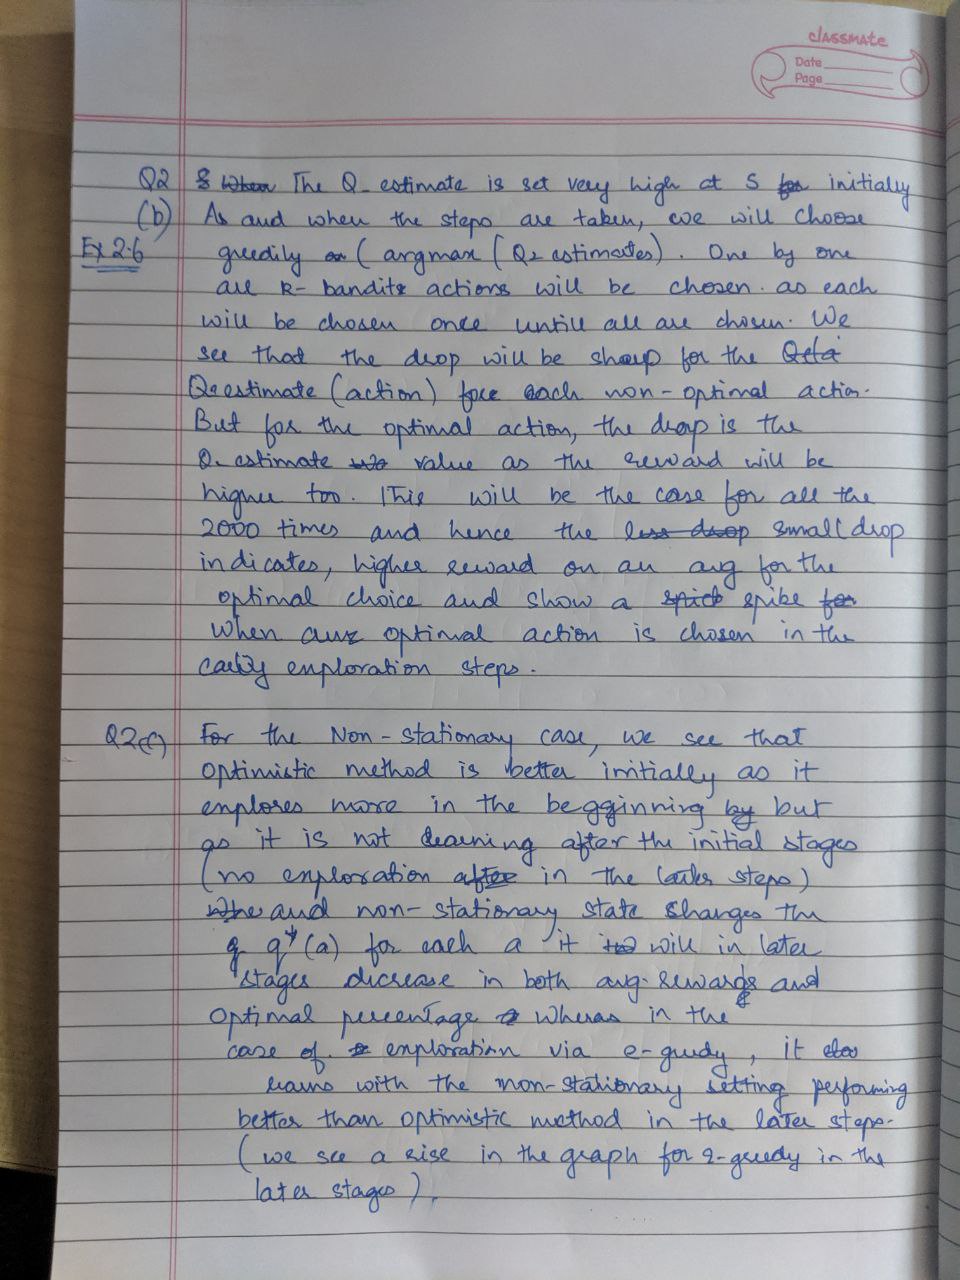 classmate
Date
Page
Q2 The Q-estimate is set very high at 5 initially
(b) As and when the steps are taken, we will choose
Ex 2.6 greedily (argmax (Q-estimates). One by one
all k-bandits actions will be chosen. as each
will be chosen once untill all are chosen. We
see that the drop will be sharp for the
Q-estimate (action) for each non-optimal action.
But for the optimal action, the drop is the
Q-estimate value as the reward will be
higher too. This will be the case for all the
2000 times and hence the small drop
indicates, higher reward on an avg for the
optimal choice and show a spike
when optimal action is chosen in the
early exploration steps.
Q2(c) For the Non-stationary case, we see that
optimistic method is better initially as it
explores more in the begginning but
as it is not learning after the initial stages
(no exploration in the later steps)
and non-stationary state changes the
q*(a) for each a it will in later
stages decrease in both avg. rewards and
optimal percentage wheras in the
case of exploration via e-greedy, it
learns with the non-stationary setting performing
better than optimistic method in the later steps.
(we see a rise in the graph for ε-greedy in the
later stages).